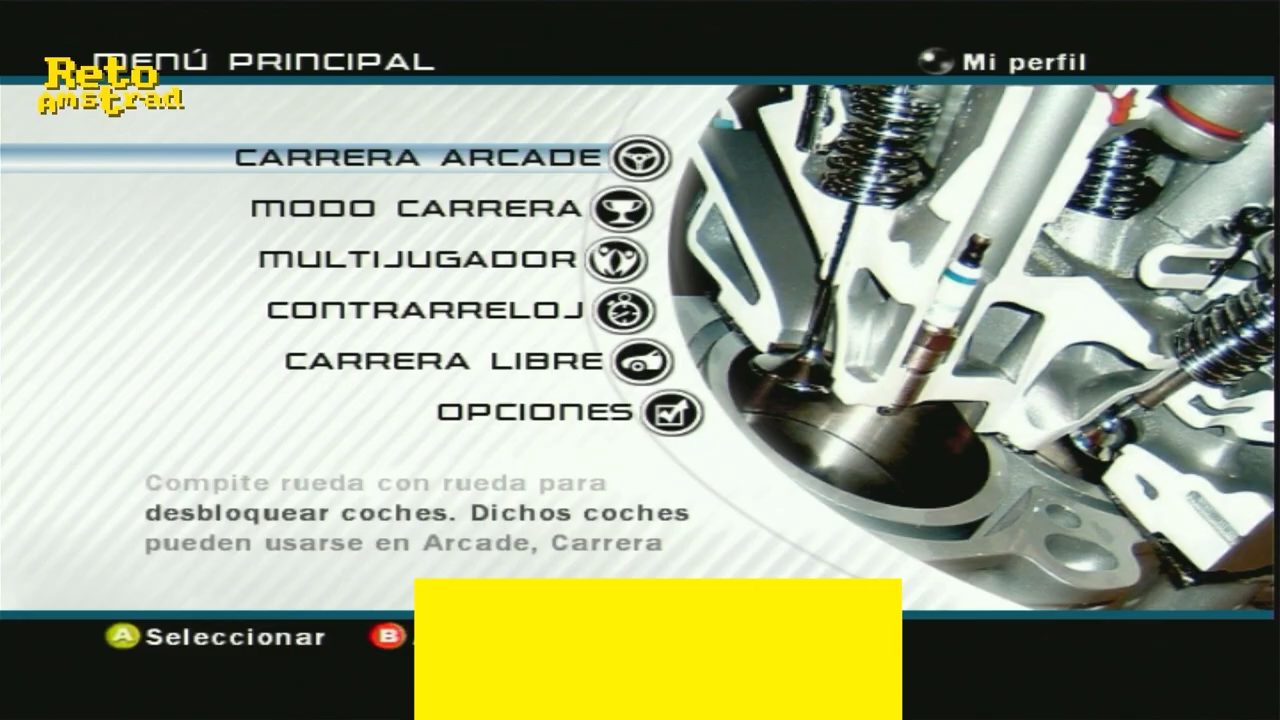 MENÚ PRINCIPAL
Mi perfil
Reto
Amstrad
CARRERA ARCADE
MODO CARRERA
MULTIJUGADOR
CONTRARRELOJ
CARRERA LIBRE
OPCIONES
Compite rueda con rueda para
desbloquear coches. Dichos coches
pueden usarse en Arcade, Carrera
A Seleccionar
B